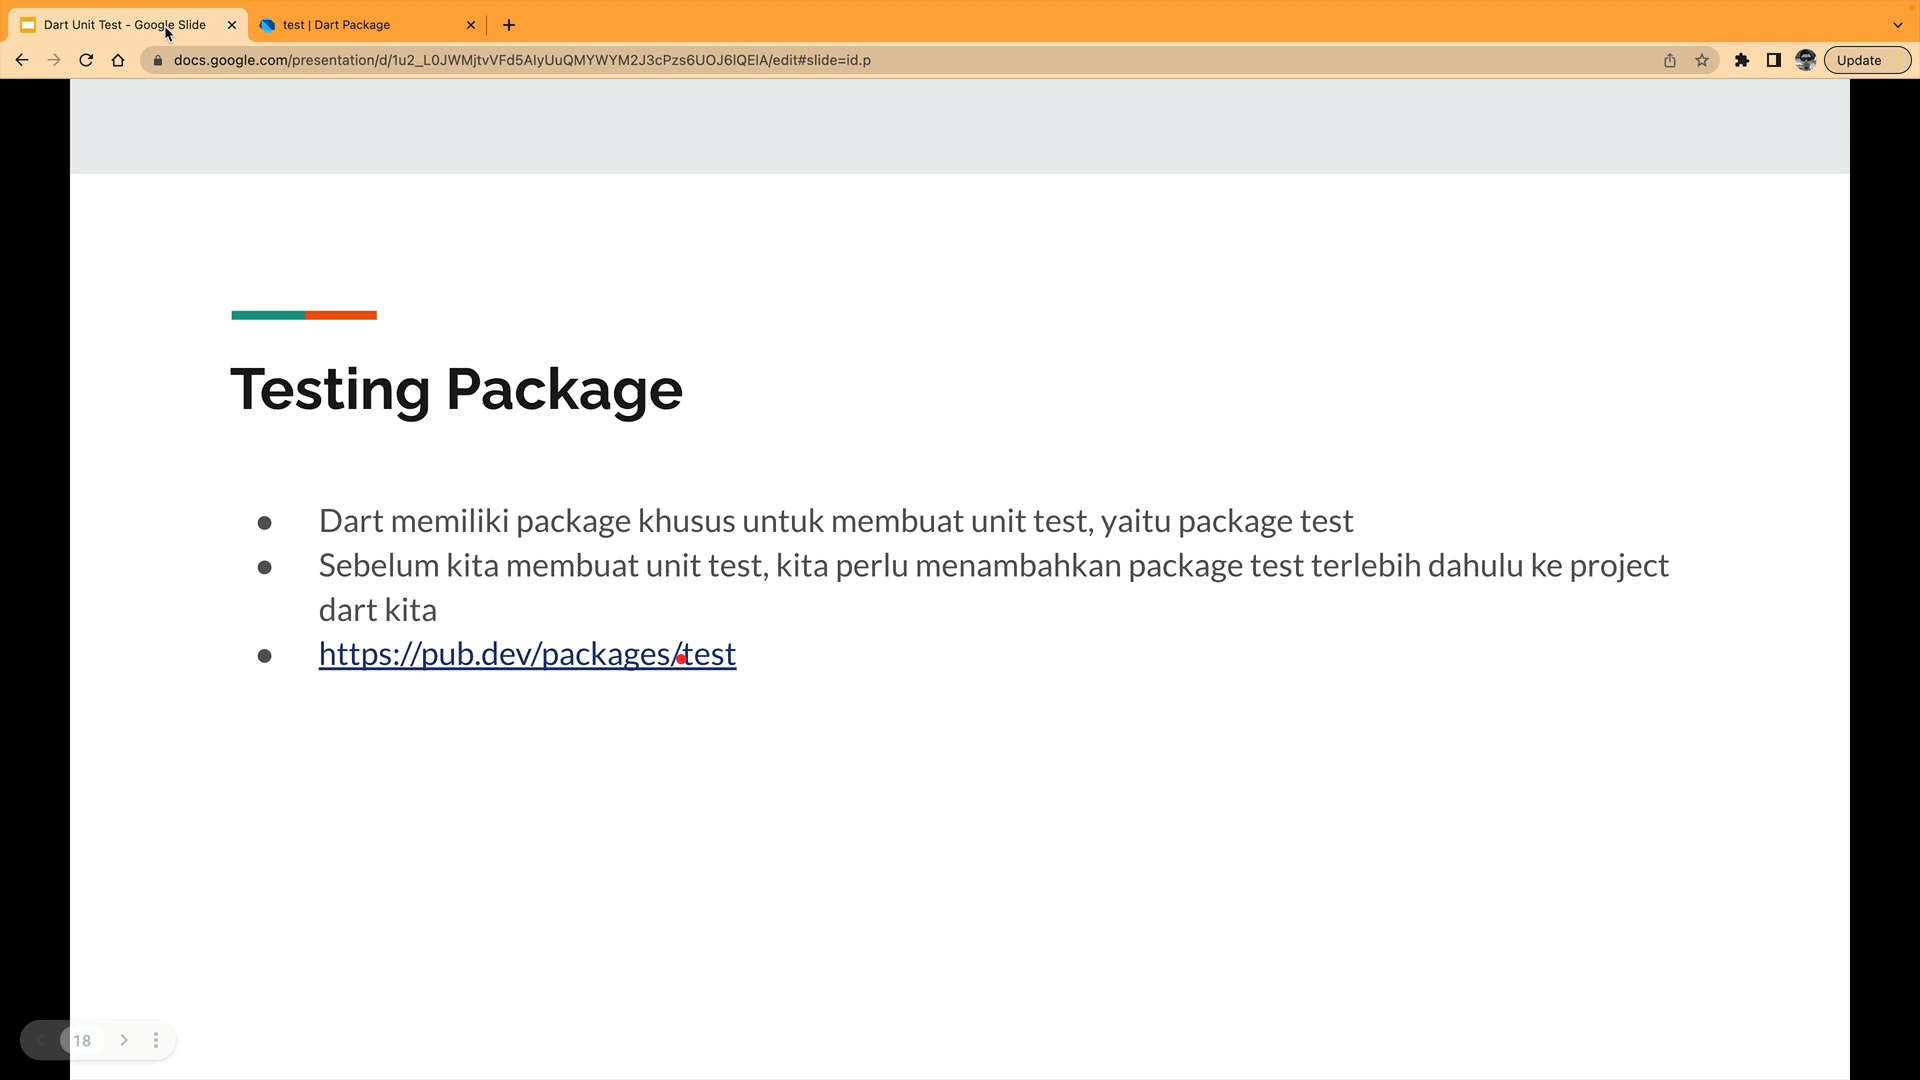 Dart Unit Test - Google Slide
test | Dart Package
docs.google.com/presentation/d/1u2_L0JWMjtvVFd5AIyUuQMYWYM2J3cPzs6UOJ6lQElA/edit#slide=id.p
Update
Testing Package
● Dart memiliki package khusus untuk membuat unit test, yaitu package test
● Sebelum kita membuat unit test, kita perlu menambahkan package test terlebih dahulu ke project
dart kita
● https://pub.dev/packages/test
18